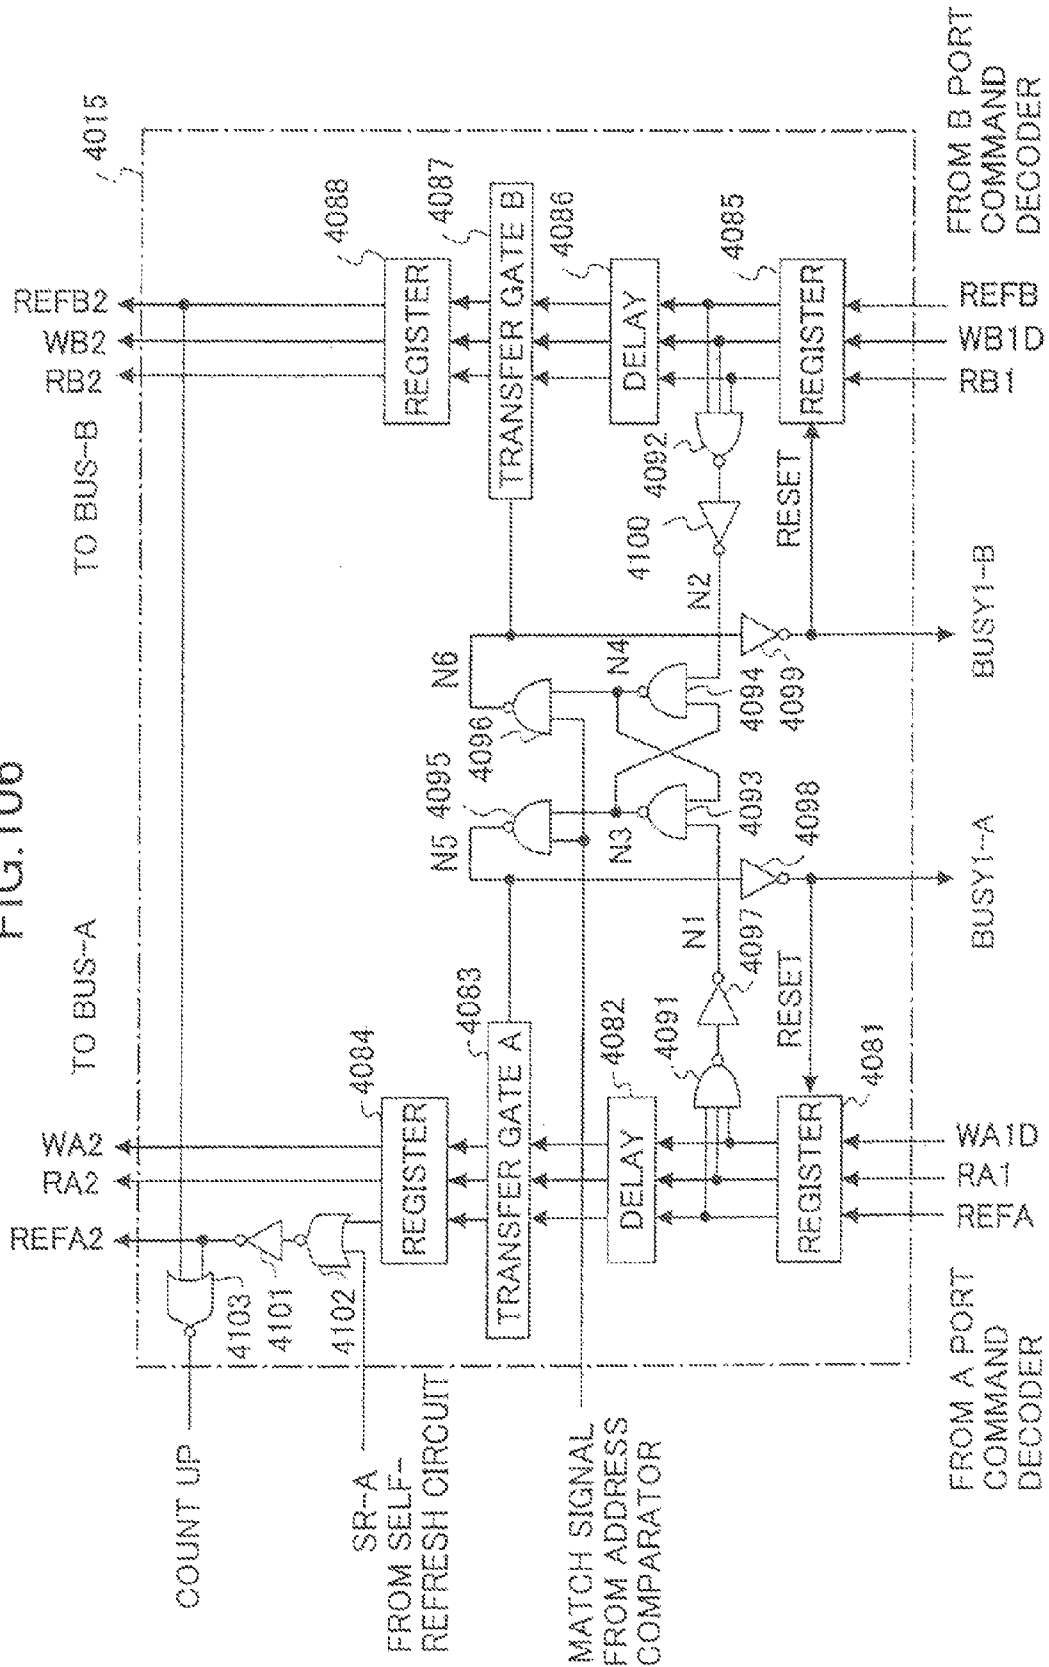 FIG.106
TO BUS-A
TO BUS-B
4015
REFA2
RA2
WA2
RB2
WB2
REFB2
COUNT UP
4103
4101
4102
SR-A
FROM SELF-
REFRESH CIRCUIT
4084
REGISTER
4088
REGISTER
4083
TRANSFER GATE A
4087
TRANSFER GATE B
N5
4095
N6
4096
MATCH SIGNAL
FROM ADDRESS
COMPARATOR
4082
DELAY
4086
DELAY
4091
4097
N1
N3
4093
N4
4094
N2
4100
4092
4098
4099
RESET
RESET
4081
REGISTER
4085
REGISTER
REFA
RA1
WA1D
BUSY1-A
BUSY1-B
RB1
WB1D
REFB
FROM A PORT
COMMAND
DECODER
FROM B PORT
COMMAND
DECODER